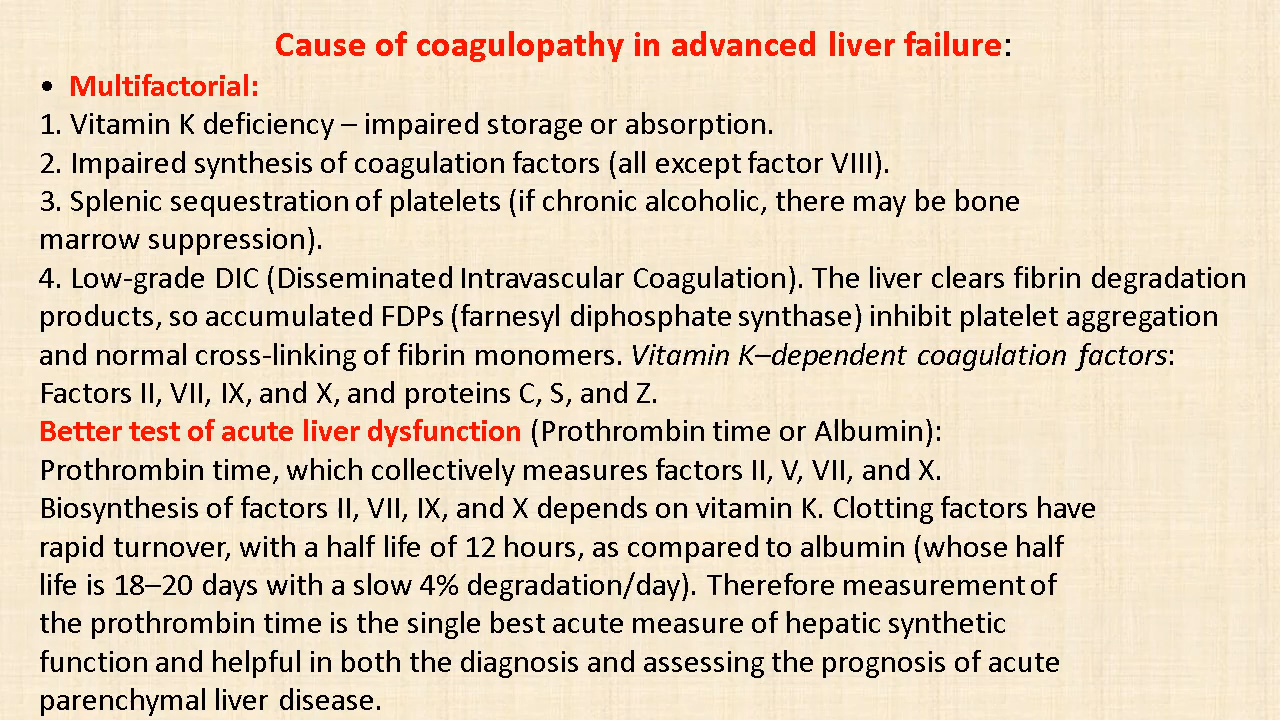 Cause of coagulopathy in advanced liver failure:
• Multifactorial:
1. Vitamin K deficiency – impaired storage or absorption.
2. Impaired synthesis of coagulation factors (all except factor VIII).
3. Splenic sequestration of platelets (if chronic alcoholic, there may be bone
marrow suppression).
4. Low-grade DIC (Disseminated Intravascular Coagulation). The liver clears fibrin degradation
products, so accumulated FDPs (farnesyl diphosphate synthase) inhibit platelet aggregation
and normal cross-linking of fibrin monomers. Vitamin K–dependent coagulation factors:
Factors II, VII, IX, and X, and proteins C, S, and Z.
Better test of acute liver dysfunction (Prothrombin time or Albumin):
Prothrombin time, which collectively measures factors II, V, VII, and X.
Biosynthesis of factors II, VII, IX, and X depends on vitamin K. Clotting factors have
rapid turnover, with a half life of 12 hours, as compared to albumin (whose half
life is 18–20 days with a slow 4% degradation/day). Therefore measurement of
the prothrombin time is the single best acute measure of hepatic synthetic
function and helpful in both the diagnosis and assessing the prognosis of acute
parenchymal liver disease.